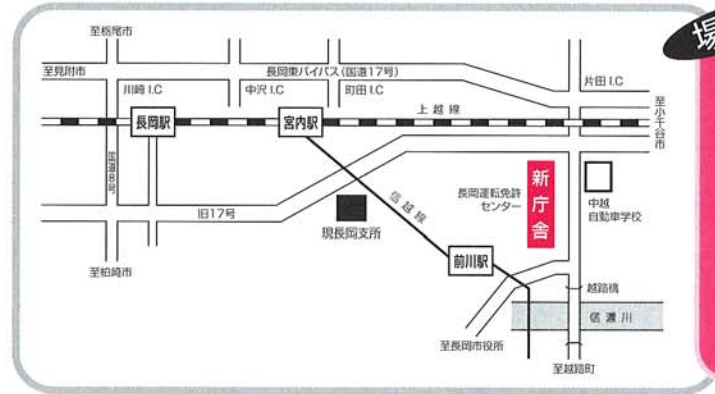 至栃尾市
場
至見附市
長岡東バイパス(国道17号)
片田 I.C
川崎 I.C
中沢 I.C
町田 I.C
上越線
至小千谷市
長岡駅
宮内駅
国道8号
新庁舎
長岡運転免許
センター
中越
自動車学校
信越線
旧17号
現長岡支所
前川駅
至柏崎市
越路橋
信濃川
至長岡市役所
至越路町